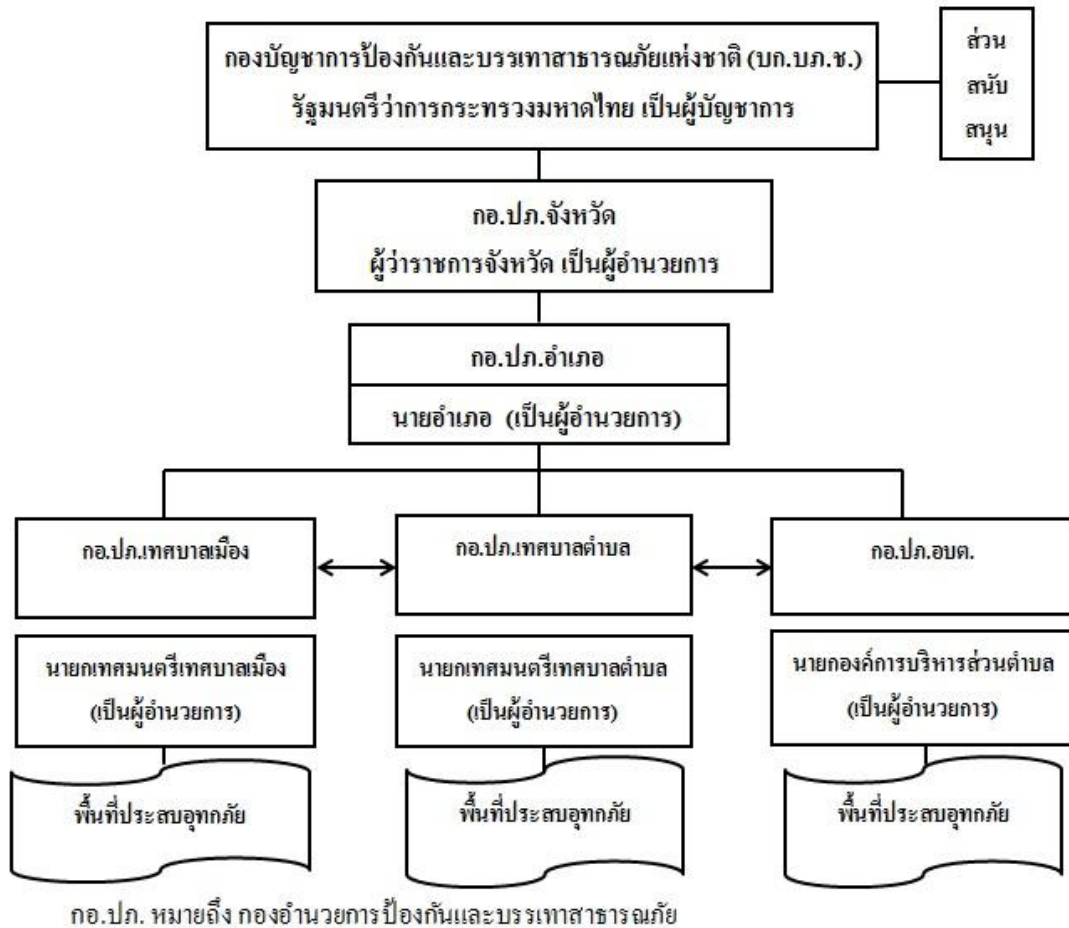 กองบัญชาการป้องกันและบรรเทาสาธารณภัยแห่งชาติ (บก.บภ.ช.)
รัฐมนตรีว่าการกระทรวงมหาดไทย เป็นผู้บัญชาการ
ส่วน
สนับ
สนุน
กอ.ปภ.จังหวัด
ผู้ว่าราชการจังหวัด เป็นผู้อำนวยการ
กอ.ปภ.อำเภอ
นายอำเภอ (เป็นผู้อำนวยการ)
กอ.ปภ.เทศบาลเมือง
กอ.ปภ.เทศบาลตำบล
กอ.ปภ.อบต.
นายกเทศมนตรีเทศบาลเมือง
(เป็นผู้อำนวยการ)
นายกเทศมนตรีเทศบาลตำบล
(เป็นผู้อำนวยการ)
นายกองค์การบริหารส่วนตำบล
(เป็นผู้อำนวยการ)
พื้นที่ประสบอุทกภัย
พื้นที่ประสบอุทกภัย
พื้นที่ประสบอุทกภัย
กอ.ปภ. หมายถึง กองอำนวยการป้องกันและบรรเทาสาธารณภัย